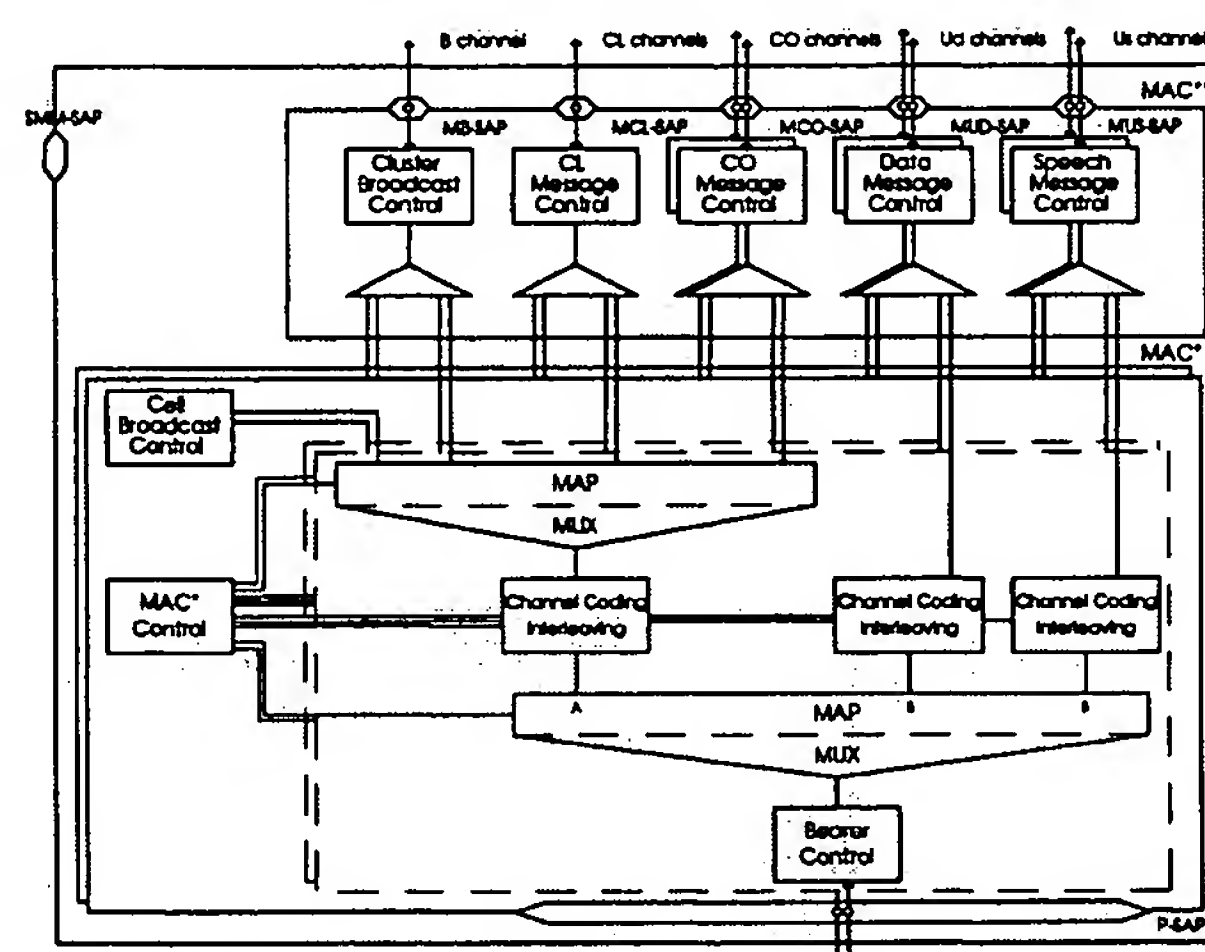 B channel CL channels CO channels Ud channels Us channel
MAC**
SMM-SAP
MB-SAP MCL-SAP MCO-SAP MUD-SAP MUS-SAP
Cluster Broadcast Control
CL Message Control
CO Message Control
Data Message Control
Speech Message Control
MAC*
Cell Broadcast Control
MAP
MUX
MAC* Control
Channel Coding Interleaving
Channel Coding Interleaving
Channel Coding Interleaving
A B B
MAP
MUX
Bearer Control
P-SAP